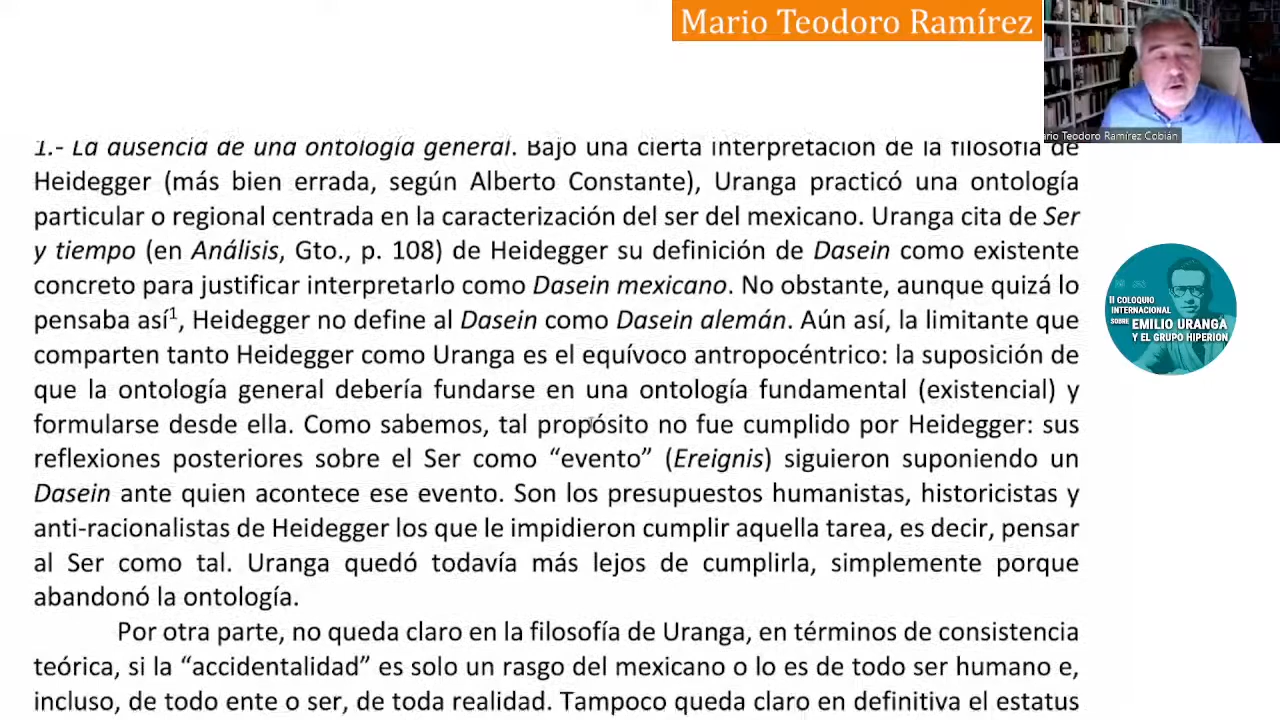 Mario Teodoro Ramírez
ario Teodoro Ramírez Cobián
1.- La ausencia de una ontología general. Bajo una cierta interpretación de la filosofía de
Heidegger (más bien errada, según Alberto Constante), Uranga practicó una ontología
particular o regional centrada en la caracterización del ser del mexicano. Uranga cita de Ser
y tiempo (en Análisis, Gto., p. 108) de Heidegger su definición de Dasein como existente
concreto para justificar interpretarlo como Dasein mexicano. No obstante, aunque quizá lo
pensaba así¹, Heidegger no define al Dasein como Dasein alemán. Aún así, la limitante que
comparten tanto Heidegger como Uranga es el equívoco antropocéntrico: la suposición de
que la ontología general debería fundarse en una ontología fundamental (existencial) y
formularse desde ella. Como sabemos, tal propósito no fue cumplido por Heidegger: sus
reflexiones posteriores sobre el Ser como “evento” (Ereignis) siguieron suponiendo un
Dasein ante quien acontece ese evento. Son los presupuestos humanistas, historicistas y
anti-racionalistas de Heidegger los que le impidieron cumplir aquella tarea, es decir, pensar
al Ser como tal. Uranga quedó todavía más lejos de cumplirla, simplemente porque
abandonó la ontología.
Por otra parte, no queda claro en la filosofía de Uranga, en términos de consistencia
teórica, si la “accidentalidad” es solo un rasgo del mexicano o lo es de todo ser humano e,
incluso, de todo ente o ser, de toda realidad. Tampoco queda claro en definitiva el estatus
II COLOQUIO
INTERNACIONAL
SOBRE EMILIO URANGA
Y EL GRUPO HIPERION